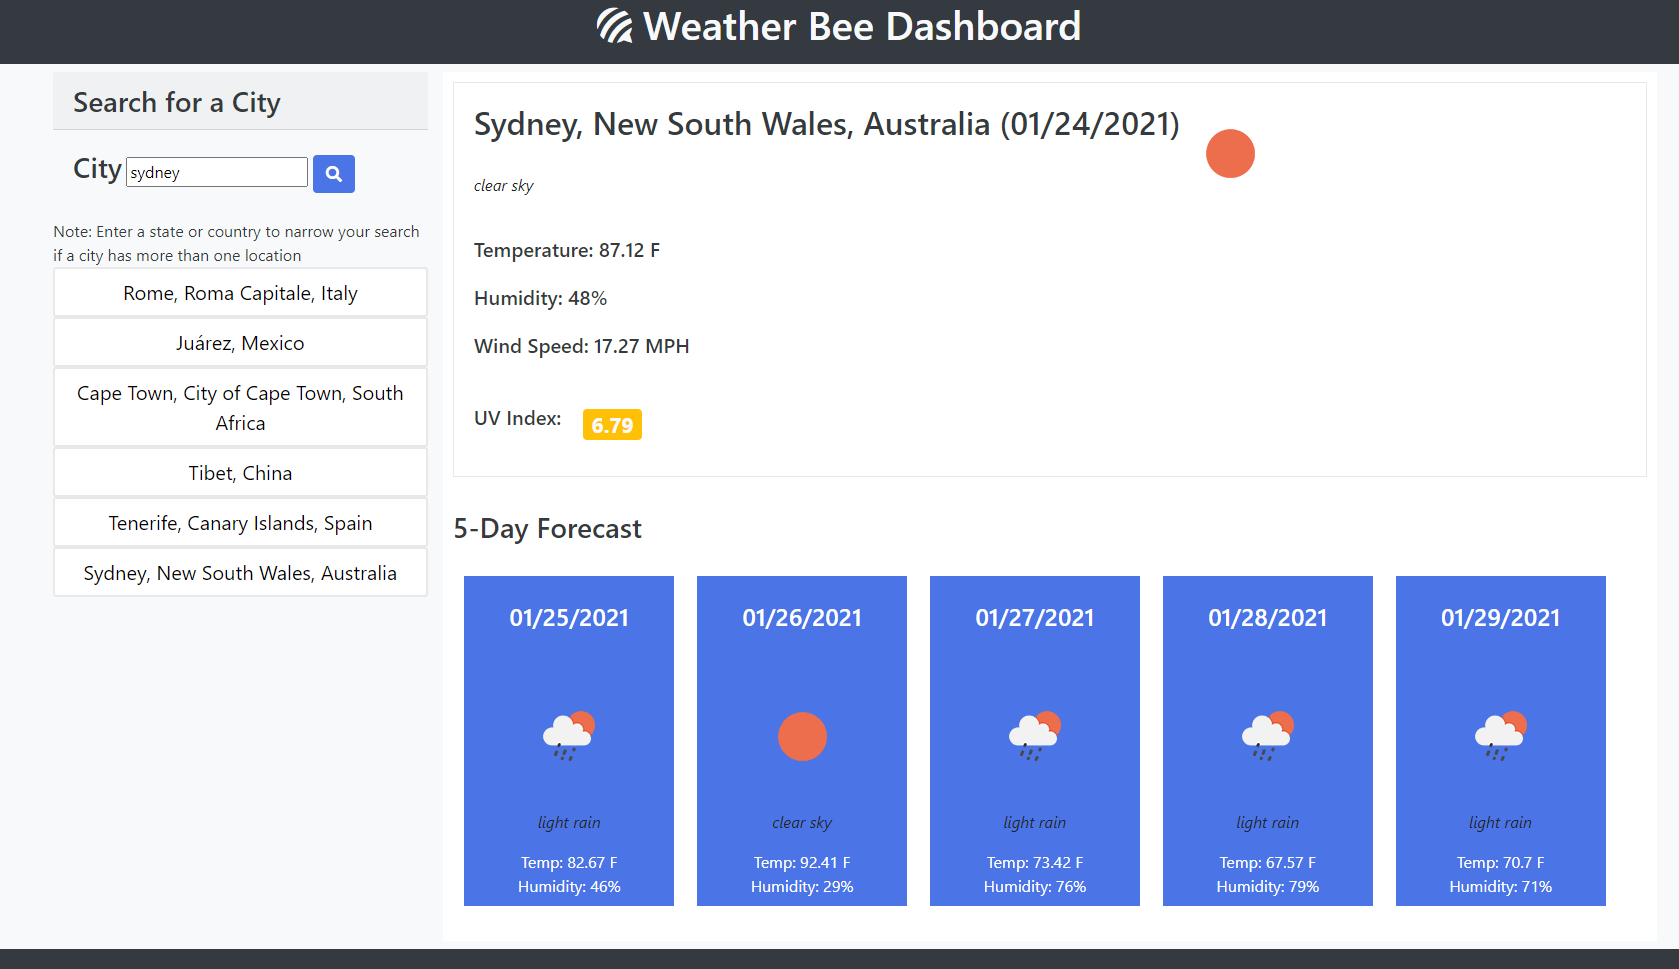 Weather Bee Dashboard
Search for a City
City sydney
Note: Enter a state or country to narrow your search
if a city has more than one location
Rome, Roma Capitale, Italy
Juárez, Mexico
Cape Town, City of Cape Town, South
Africa
Tibet, China
Tenerife, Canary Islands, Spain
Sydney, New South Wales, Australia
Sydney, New South Wales, Australia (01/24/2021)
clear sky
Temperature: 87.12 F
Humidity: 48%
Wind Speed: 17.27 MPH
UV Index: 6.79
5-Day Forecast
01/25/2021
light rain
Temp: 82.67 F
Humidity: 46%
01/26/2021
clear sky
Temp: 92.41 F
Humidity: 29%
01/27/2021
light rain
Temp: 73.42 F
Humidity: 76%
01/28/2021
light rain
Temp: 67.57 F
Humidity: 79%
01/29/2021
light rain
Temp: 70.7 F
Humidity: 71%